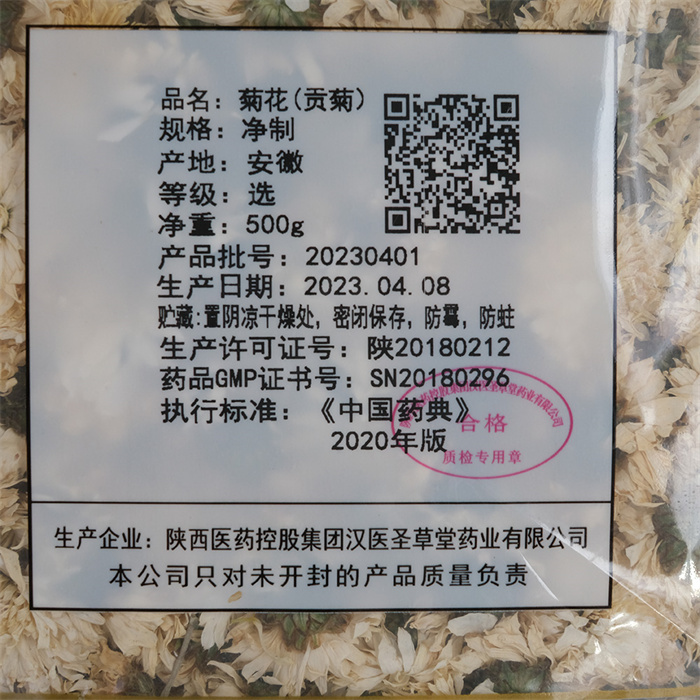 品名：菊花(贡菊)
规格：净制
产地：安徽
等级：选
净重：500g
产品批号：20230401
生产日期：2023.04.08
贮藏:置阴凉干燥处，密闭保存，防霉，防蛀
生产许可证号：陕20180212
药品GMP证书号：SN20180296
执行标准：《中国药典》
2020年版
合格
质检专用章
生产企业：陕西医药控股集团汉医圣草堂药业有限公司
本公司只对未开封的产品质量负责